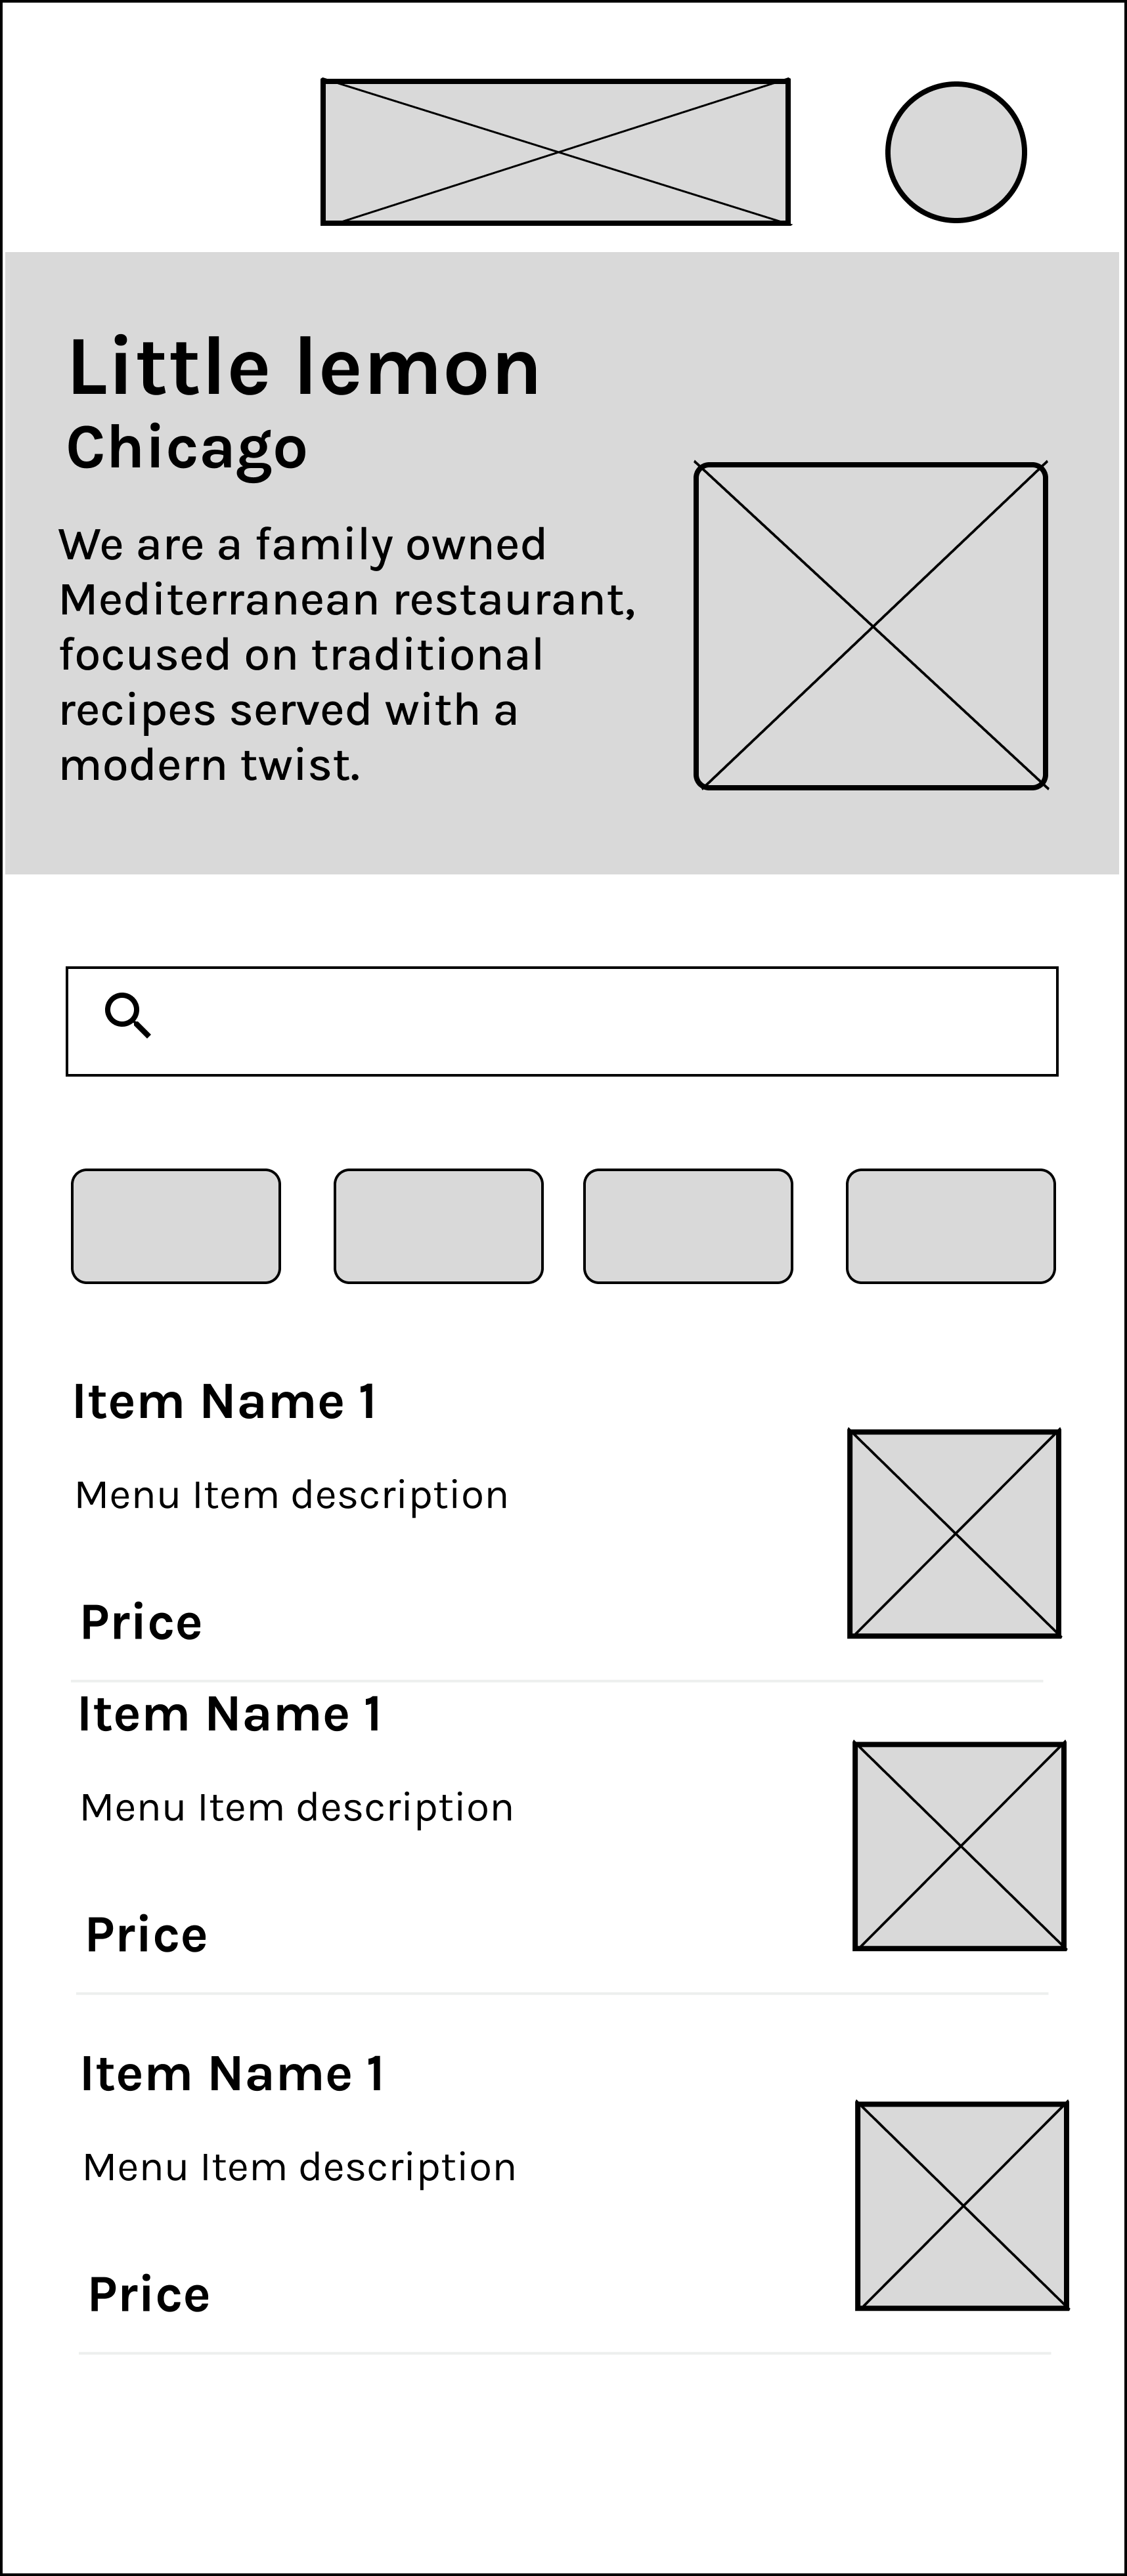 Little lemon
Chicago
We are a family owned
Mediterranean restaurant,
focused on traditional
recipes served with a
modern twist.
Item Name 1
Menu Item description
Price
Item Name 1
Menu Item description
Price
Item Name 1
Menu Item description
Price